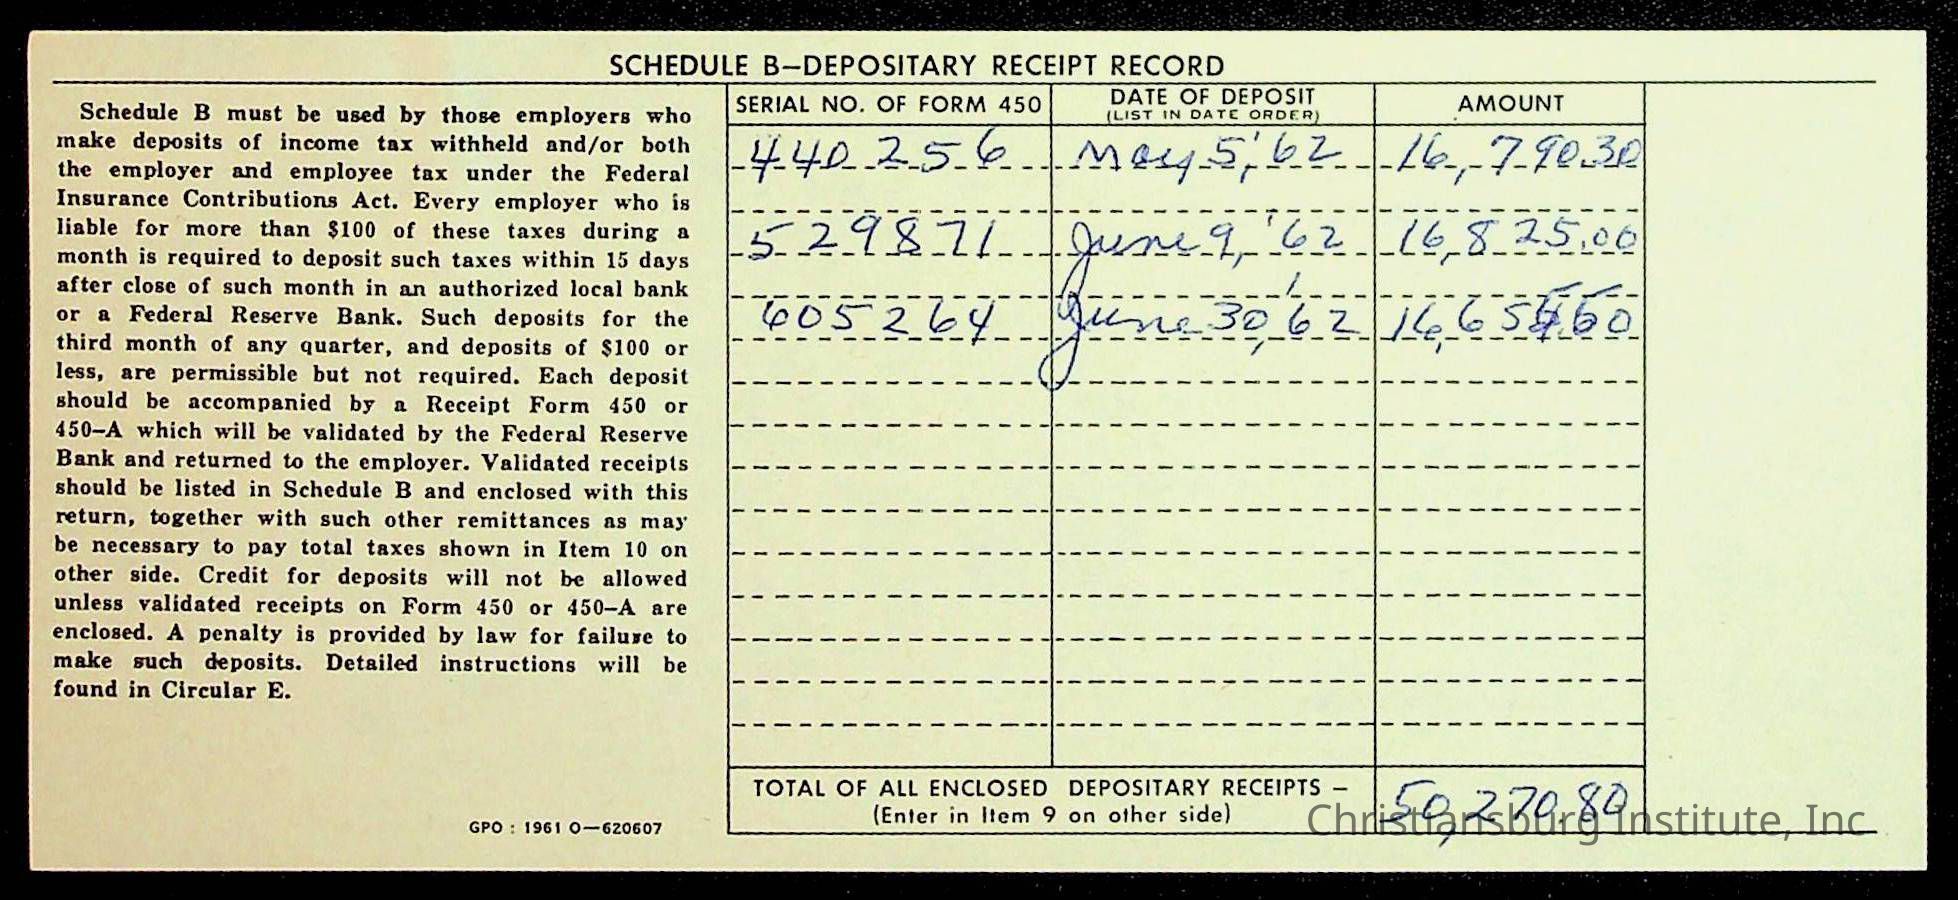 SCHEDULE B—DEPOSITARY RECEIPT RECORD
Schedule B must be used by those employers who
make deposits of income tax withheld and/or both
the employer and employee tax under the Federal
Insurance Contributions Act. Every employer who is
liable for more than $100 of these taxes during a
month is required to deposit such taxes within 15 days
after close of such month in an authorized local bank
or a Federal Reserve Bank. Such deposits for the
third month of any quarter, and deposits of $100 or
less, are permissible but not required. Each deposit
should be accompanied by a Receipt Form 450 or
450–A which will be validated by the Federal Reserve
Bank and returned to the employer. Validated receipts
should be listed in Schedule B and enclosed with this
return, together with such other remittances as may
be necessary to pay total taxes shown in Item 10 on
other side. Credit for deposits will not be allowed
unless validated receipts on Form 450 or 450–A are
enclosed. A penalty is provided by law for failure to
make such deposits. Detailed instructions will be
found in Circular E.
GPO : 1961 O—620607
SERIAL NO. OF FORM 450 DATE OF DEPOSIT AMOUNT
(LIST IN DATE ORDER)
440256 May 5, '62 16,790.30
529871 June 9, '62 16,825.00
605264 June 30, '62 16,655.50
TOTAL OF ALL ENCLOSED DEPOSITARY RECEIPTS – 50,270.80
(Enter in Item 9 on other side)
Christiansburg Institute, Inc